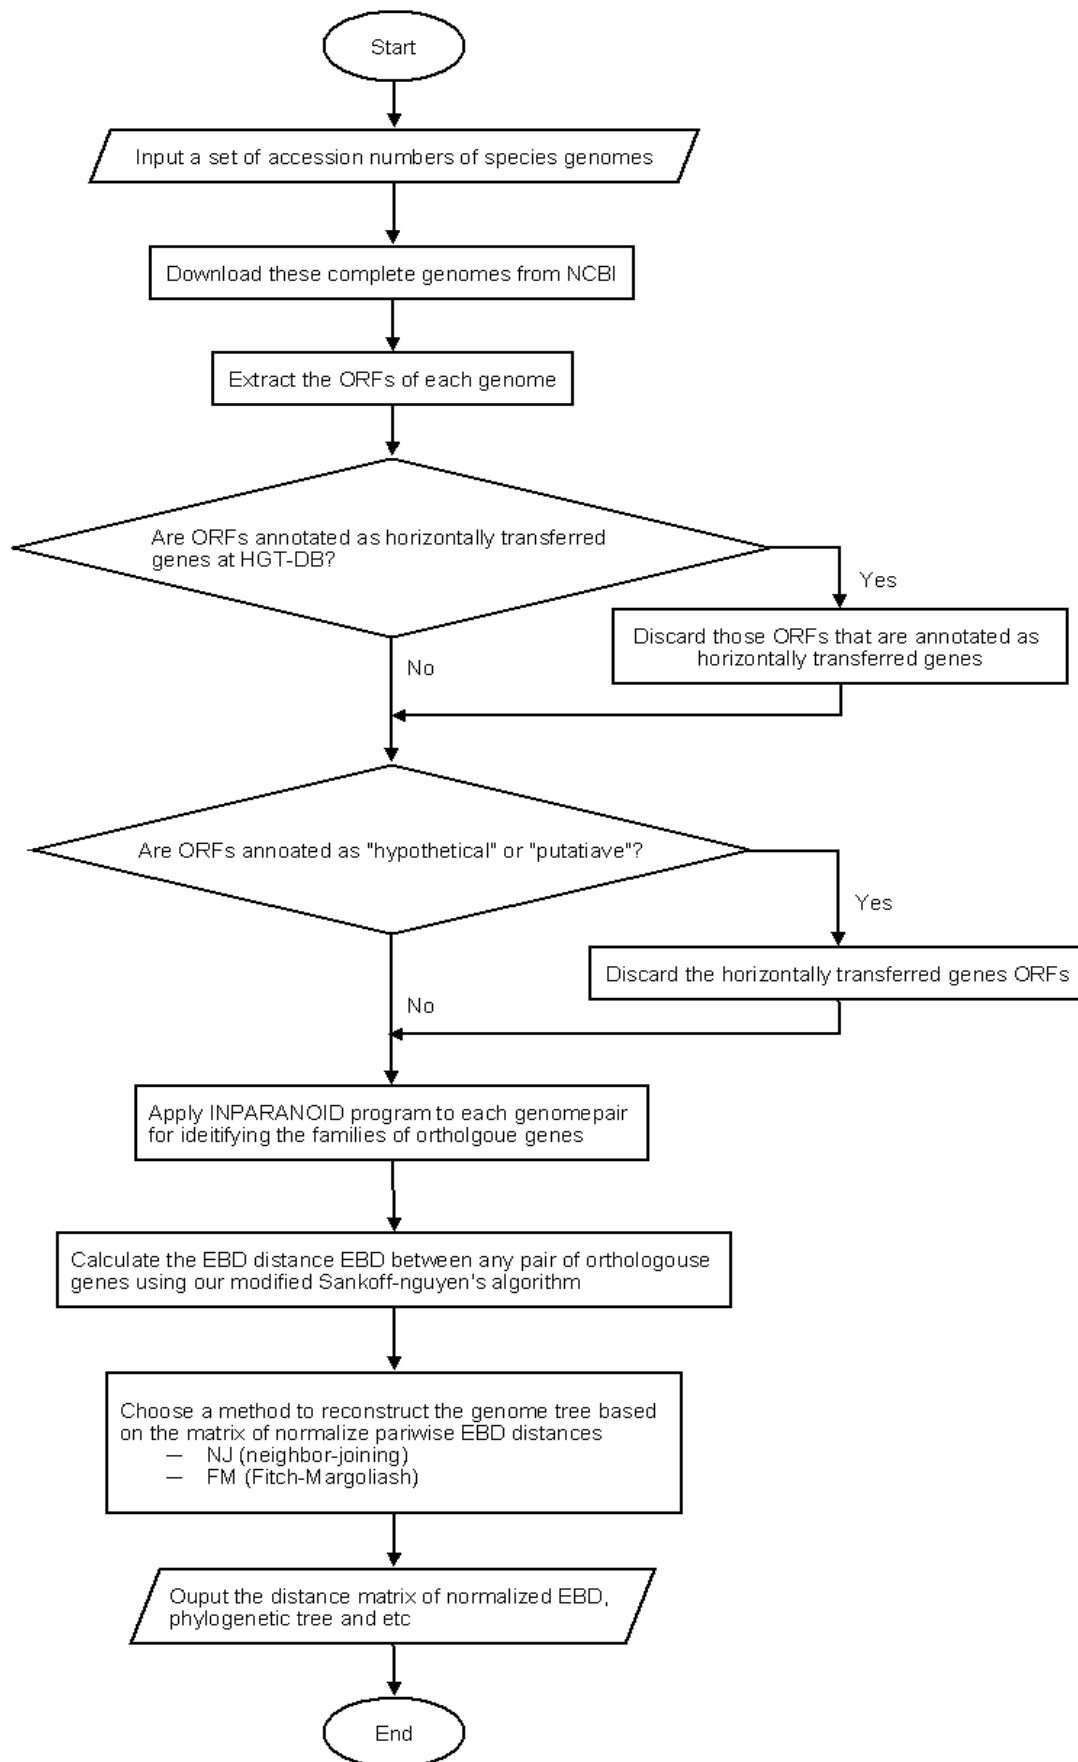 Start
Input a set of accession numbers of species genomes
Download these complete genomes from NCBI
Extract the ORFs of each genome
Are ORFs annotated as horizontally transferred
genes at HGT-DB?
Yes
Discard those ORFs that are annotated as
horizontally transferred genes
No
Are ORFs annoated as "hypothetical" or "putatiave"?
Yes
Discard the horizontally transferred genes ORFs
No
Apply INPARANOID program to each genomepair
for ideitifying the families of ortholgoue genes
Calculate the EBD distance EBD between any pair of orthologouse
genes using our modified Sankoff-nguyen's algorithm
Choose a method to reconstruct the genome tree based
on the matrix of normalize pariwise EBD distances
— NJ (neighbor-joining)
— FM (Fitch-Margoliash)
Ouput the distance matrix of normalized EBD,
phylogenetic tree and etc
End